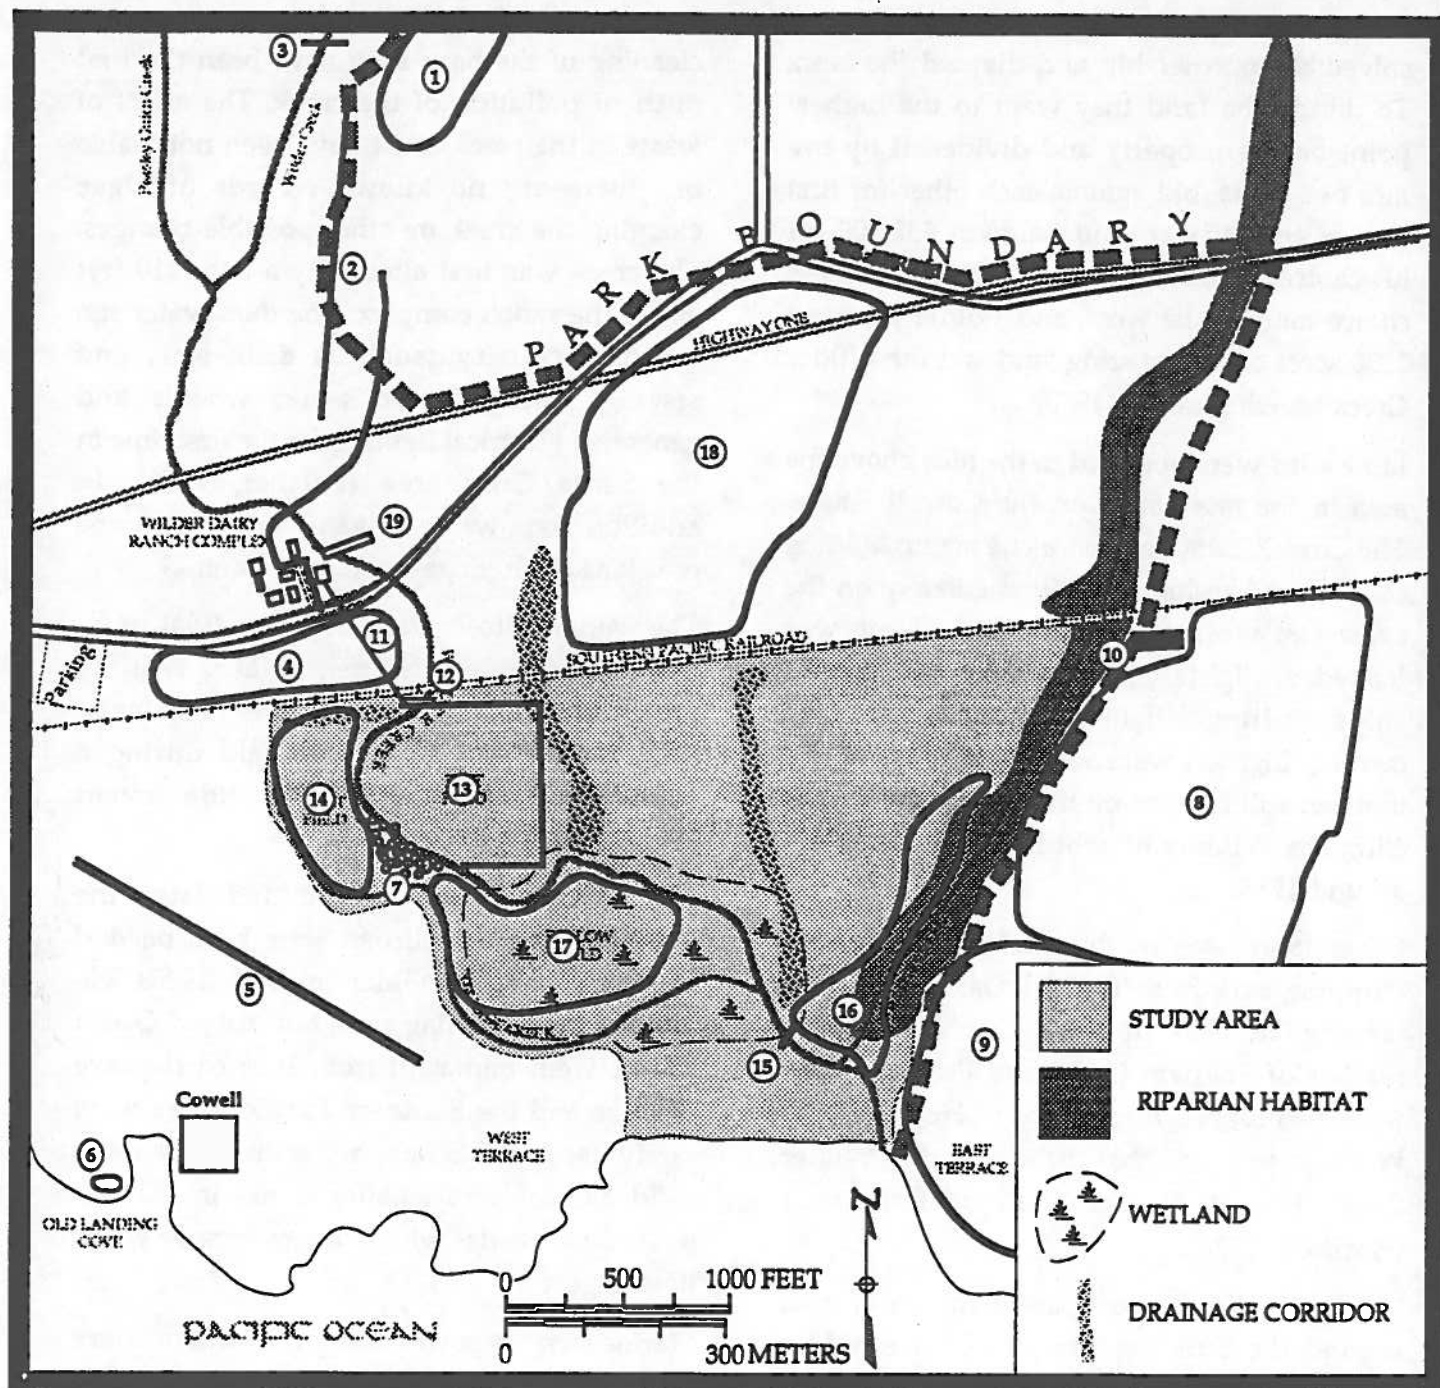 3
1
Wilder Creek
2
PARK BOUNDARY
HIGHWAY ONE
18
WILDER DAIRY
RANCH COMPLEX
19
SOUTHERN PACIFIC RAILROAD
Parking
4
11
12
10
CREEK
13
14
FIELD
8
7
17
5
16
15
9
STUDY AREA
RIPARIAN HABITAT
WETLAND
DRAINAGE CORRIDOR
Cowell
6
OLD LANDING
COVE
WEST
TERRACE
EAST
TERRACE
N
0 500 1000 FEET
0 300 METERS
PACIFIC OCEAN